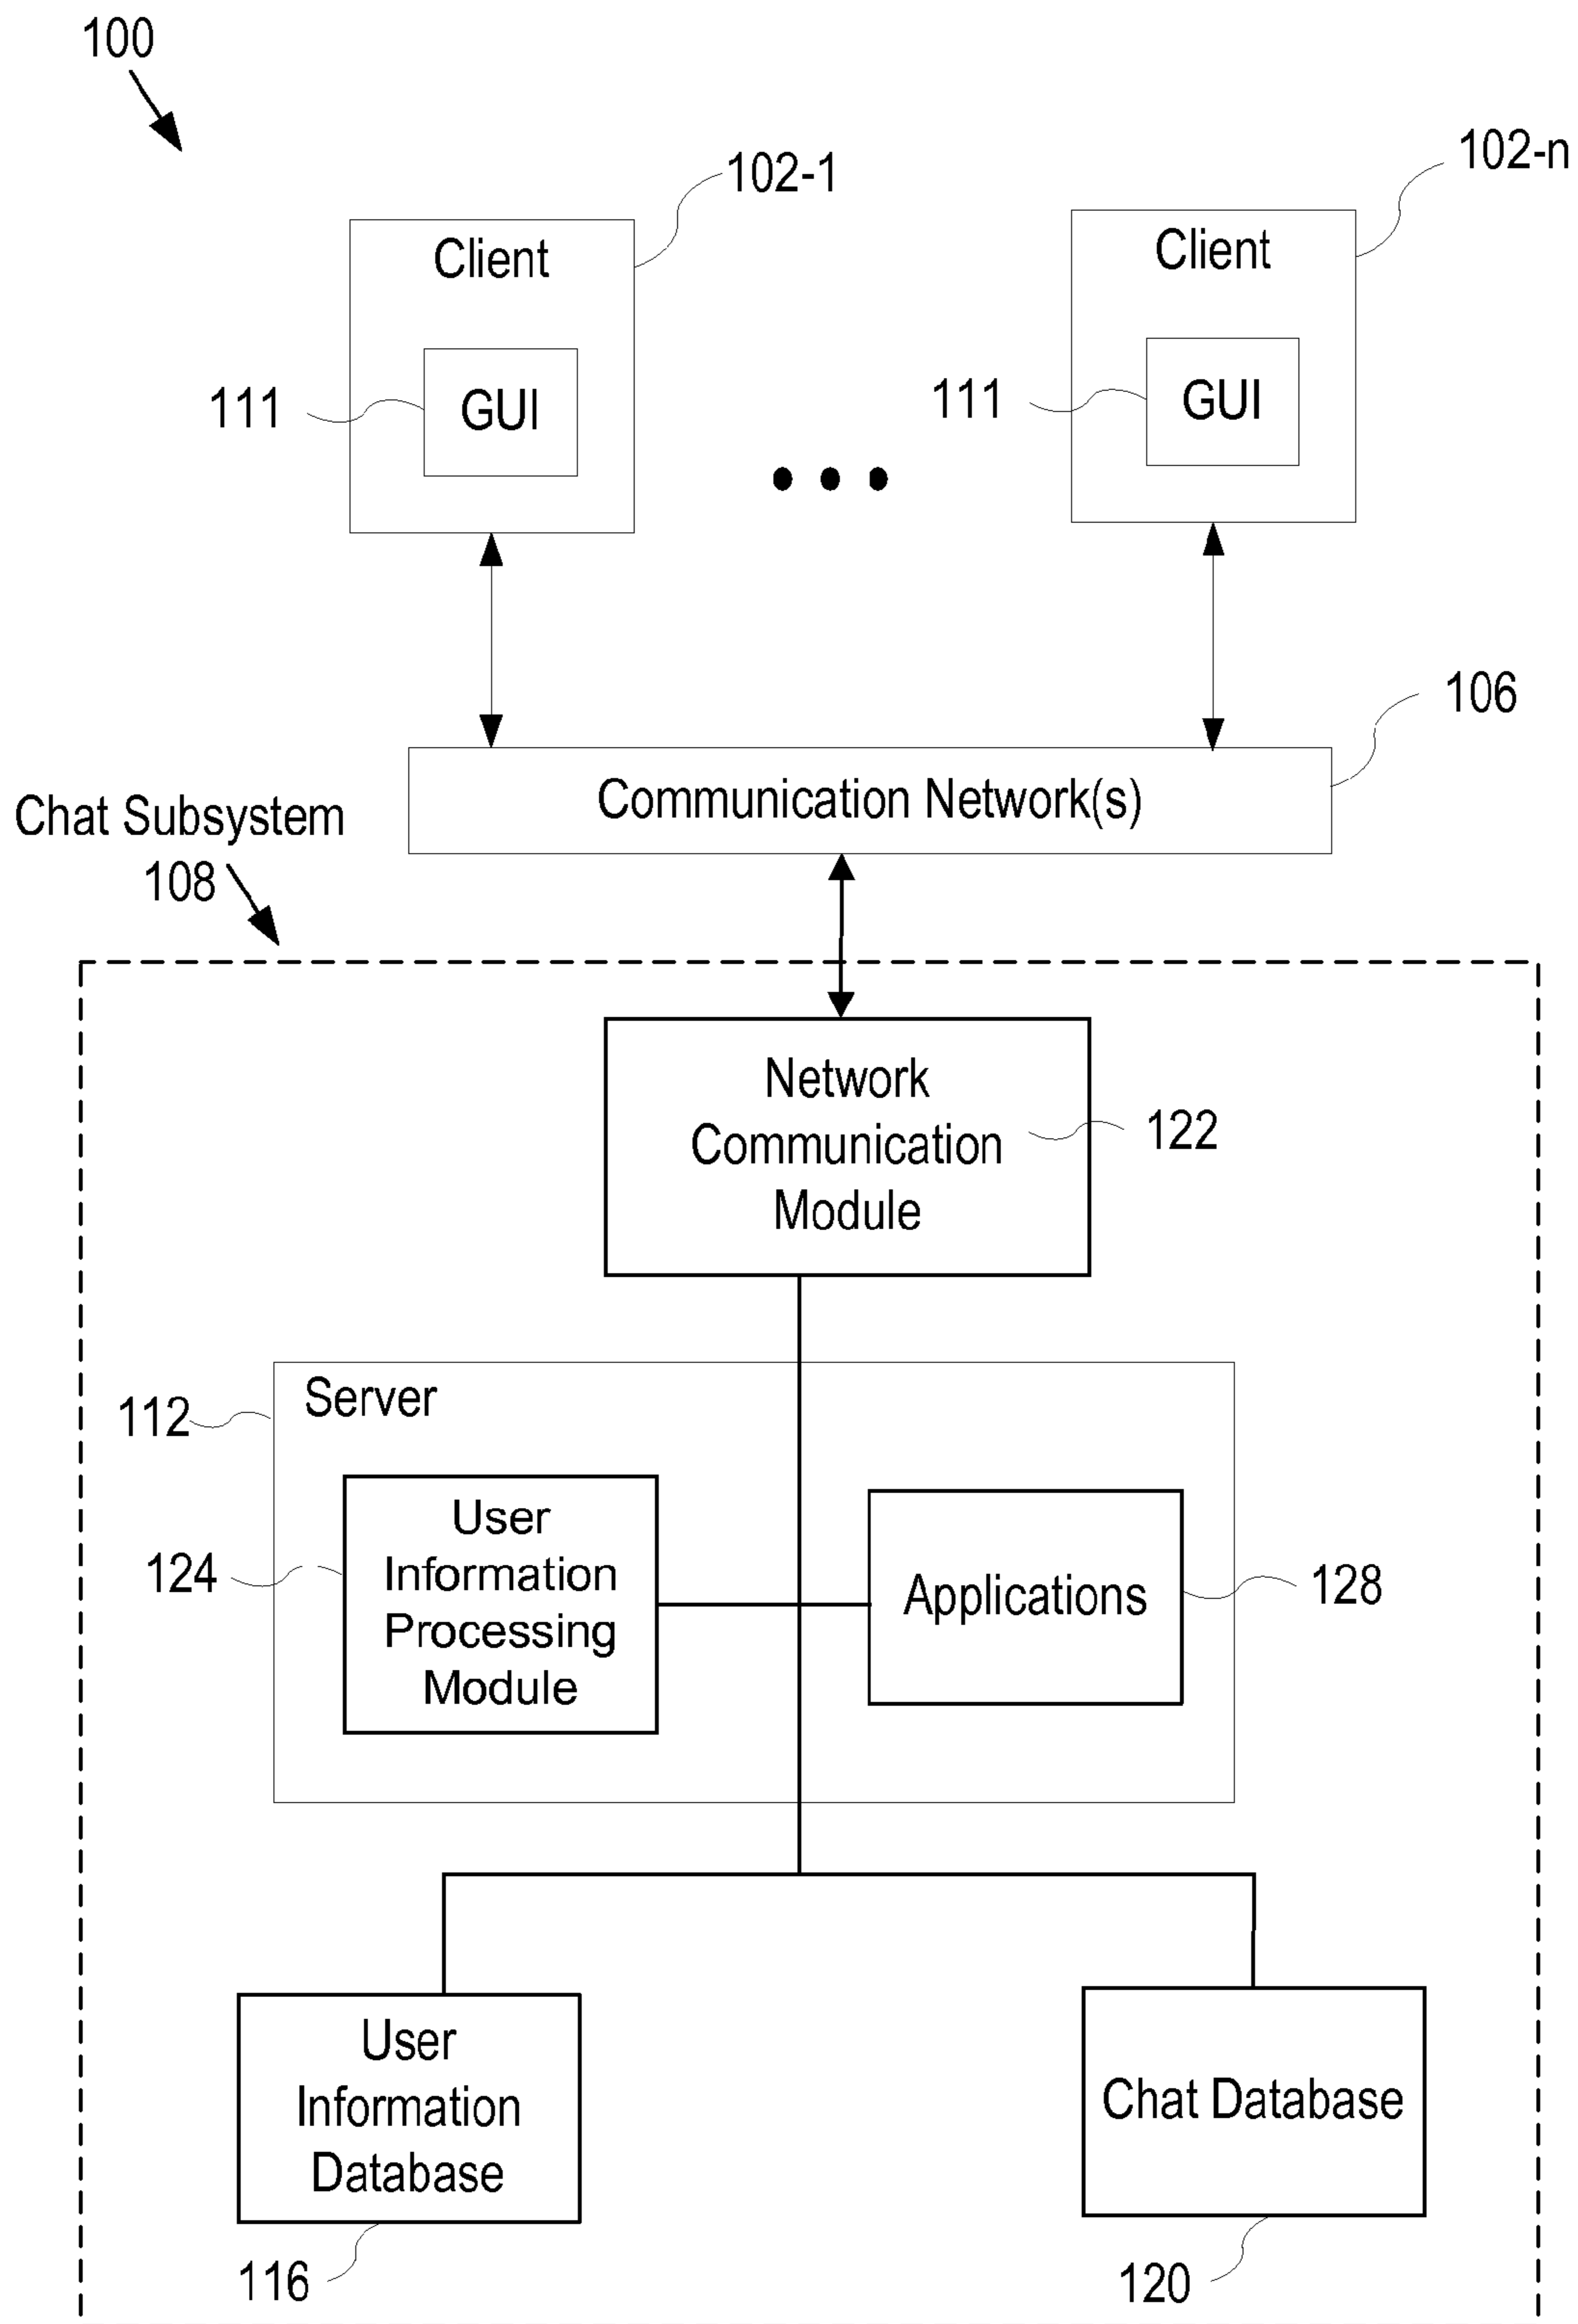 100
102-1
102-n
Client
Client
111
GUI
111
GUI
106
Communication Network(s)
Chat Subsystem
108
Network
Communication
Module
122
Server
112
User
Information
Processing
Module
124
Applications
128
User
Information
Database
Chat Database
116
120